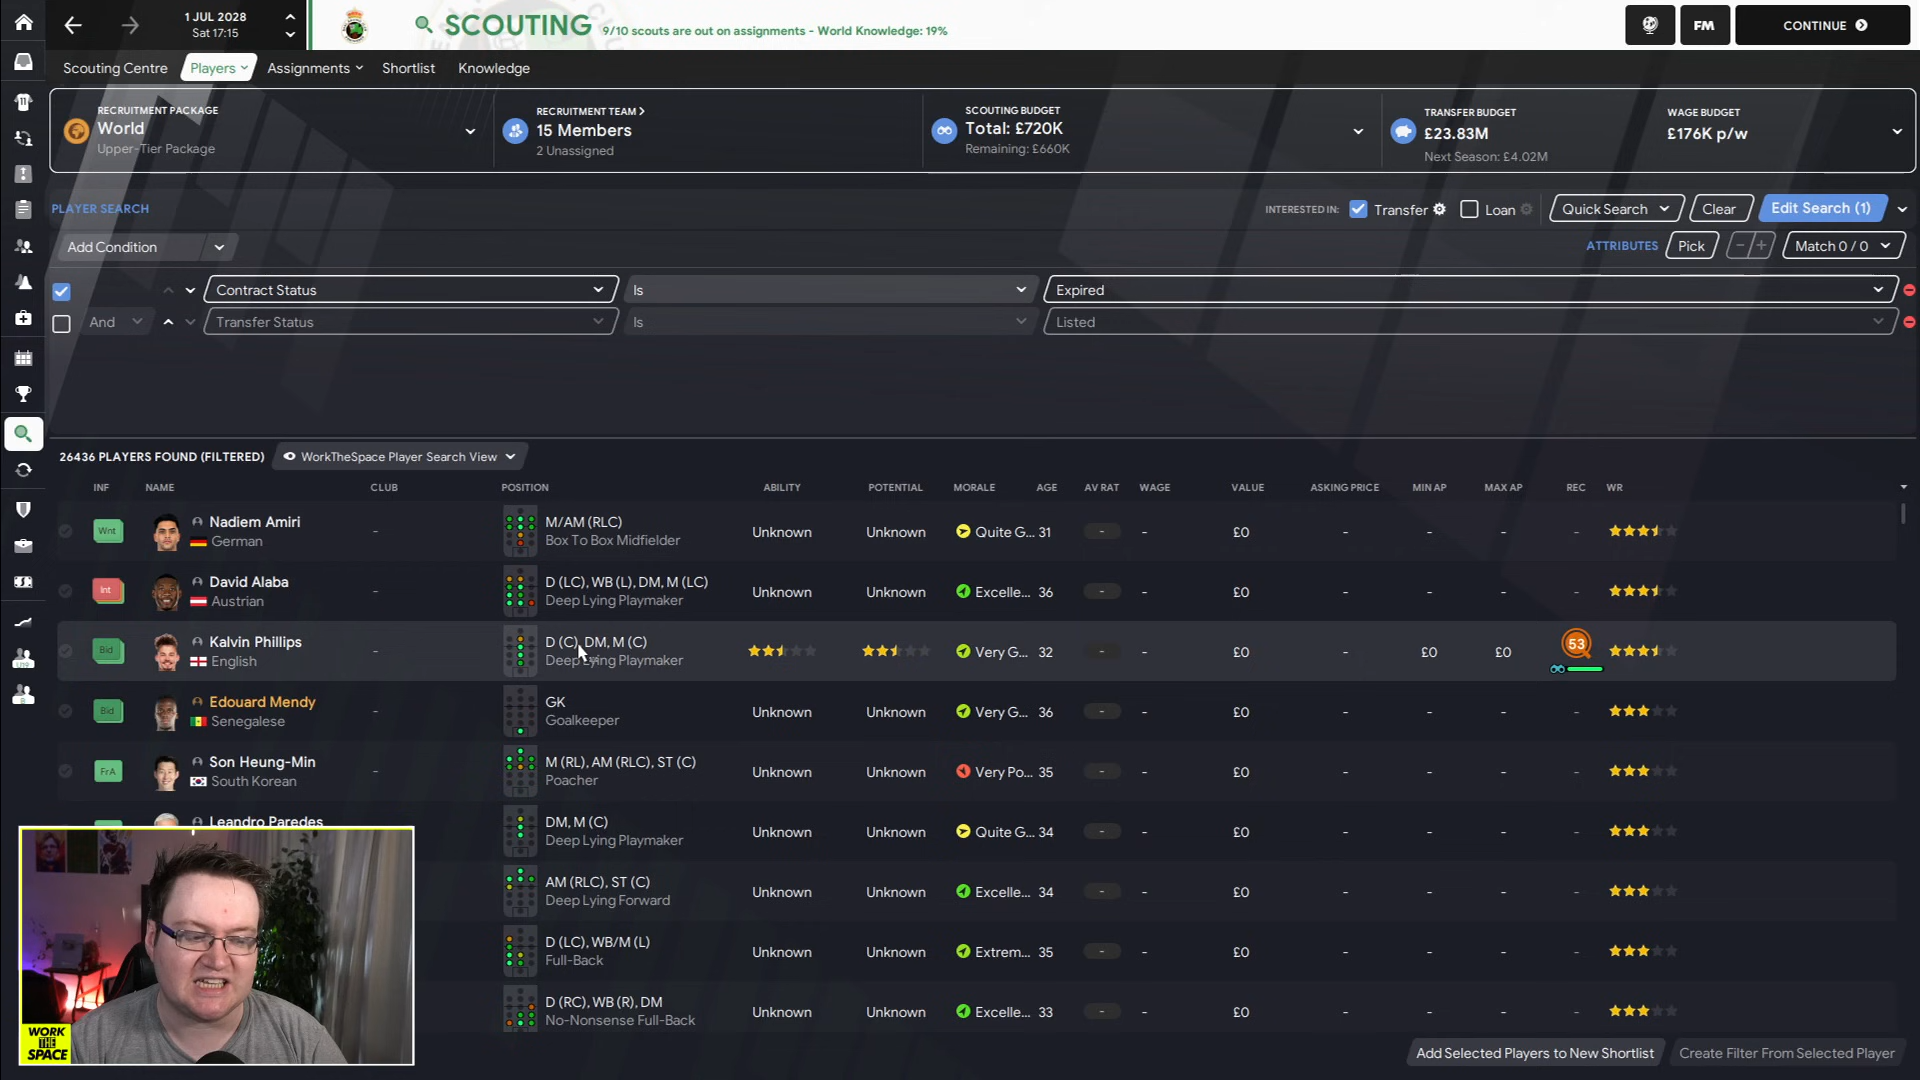 1 JUL 2028
Sat 17:15
SCOUTING
9/10 scouts are out on assignments - World Knowledge: 19%
FM
CONTINUE
Scouting Centre
Players
Assignments
Shortlist
Knowledge
RECRUITMENT PACKAGE
World
Upper-Tier Package
RECRUITMENT TEAM
15 Members
2 Unassigned
SCOUTING BUDGET
Total: £720K
Remaining: £660K
TRANSFER BUDGET
£23.83M
Next Season: £4.02M
WAGE BUDGET
£176K p/w
PLAYER SEARCH
INTERESTED IN: Transfer Loan Quick Search Clear Edit Search (1)
Add Condition
ATTRIBUTES Pick - / + Match 0 / 0
Contract Status Is Expired
And Transfer Status Is Listed
26436 PLAYERS FOUND (FILTERED) WorkTheSpace Player Search View
INF NAME CLUB POSITION ABILITY POTENTIAL MORALE AGE AV RAT WAGE VALUE ASKING PRICE MIN AP MAX AP REC WR
Wnt Nadiem Amiri - M/AM (RLC) Unknown Unknown Quite G... 31 - - £0 - - - -
German Box To Box Midfielder
Int David Alaba - D (LC), WB (L), DM, M (LC) Unknown Unknown Excelle... 36 - - £0 - - - -
Austrian Deep Lying Playmaker
Bid Kalvin Phillips - D (C), DM, M (C) Very G... 32 - - £0 - £0 £0 53
English Deep Lying Playmaker
Bid Edouard Mendy - GK Unknown Unknown Very G... 36 - - £0 - - - -
Senegalese Goalkeeper
FrA Son Heung-Min - M (RL), AM (RLC), ST (C) Unknown Unknown Very Po... 35 - - £0 - - - -
South Korean Poacher
Leandro Paredes DM, M (C) Unknown Unknown Quite G... 34 - - £0 - - - -
Deep Lying Playmaker
AM (RLC), ST (C) Unknown Unknown Excelle... 34 - - £0 - - - -
Deep Lying Forward
D (LC), WB/M (L) Unknown Unknown Extrem... 35 - - £0 - - - -
Full-Back
D (RC), WB (R), DM Unknown Unknown Excelle... 33 - - £0 - - - -
No-Nonsense Full-Back
WORK
THE
SPACE
Add Selected Players to New Shortlist
Create Filter From Selected Player